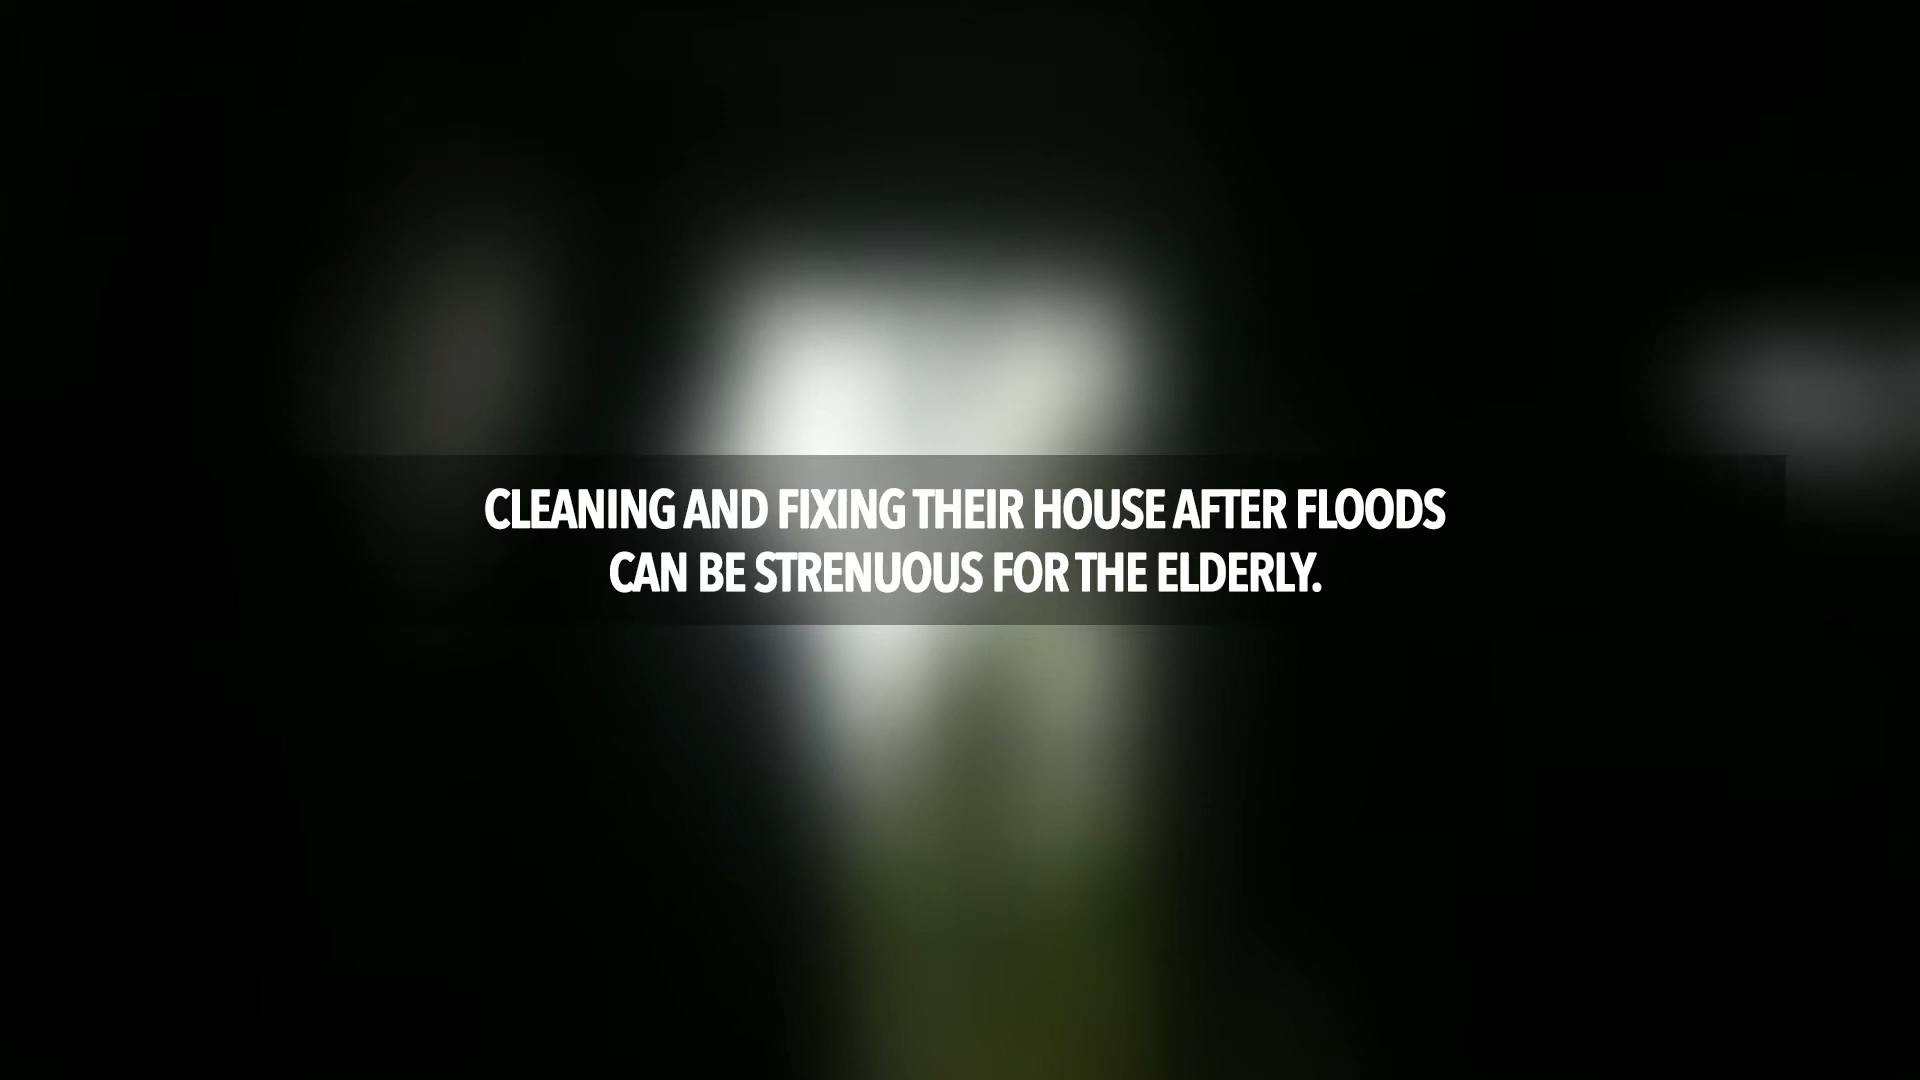 CLEANING AND FIXING THEIR HOUSE AFTER FLOODS
CAN BE STRENUOUS FOR THE ELDERLY.